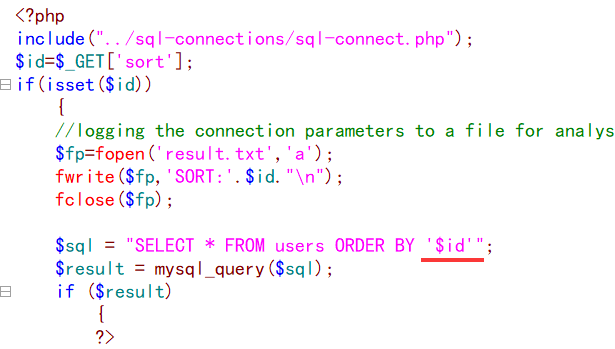 <?php
include("../sql-connections/sql-connect.php");
$id=$_GET['sort'];
if(isset($id))
{
//logging the connection parameters to a file for analys
$fp=fopen('result.txt','a');
fwrite($fp,'SORT:'.$id."\n");
fclose($fp);
$sql = "SELECT * FROM users ORDER BY '$id'";
$result = mysql_query($sql);
if ($result)
{
?>